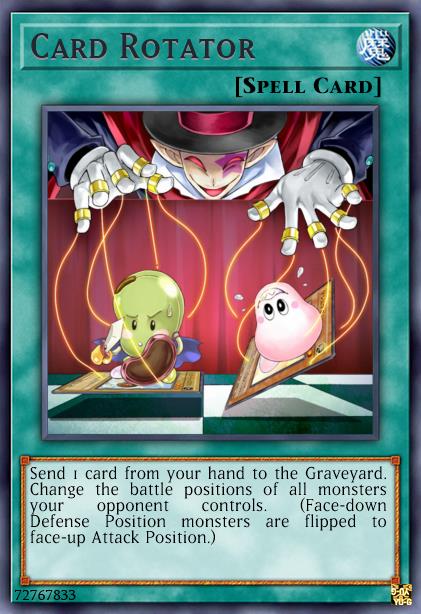 CARD ROTATOR
魔
[SPELL CARD]
Send 1 card from your hand to the Graveyard.
Change the battle positions of all monsters
your opponent controls. (Face-down
Defense Position monsters are flipped to
face-up Attack Position.)
72767833